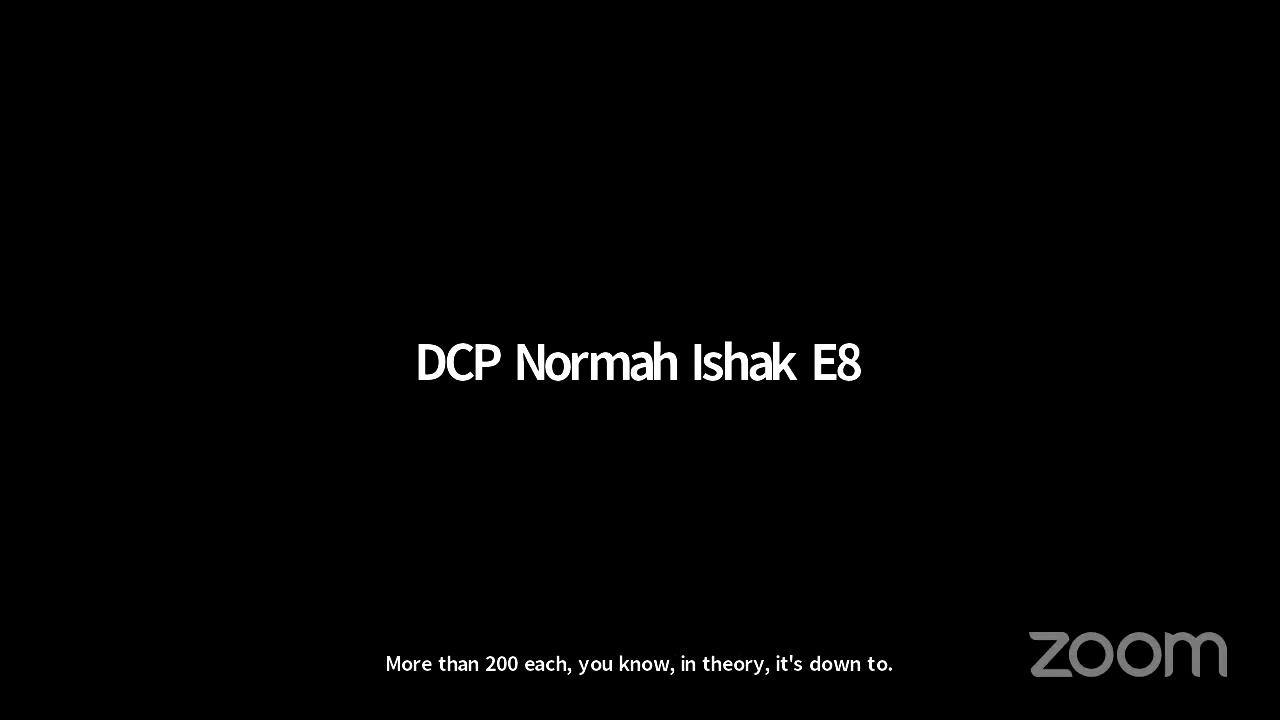 DCP Normah Ishak E8
More than 200 each, you know, in theory, it's down to.
zoom